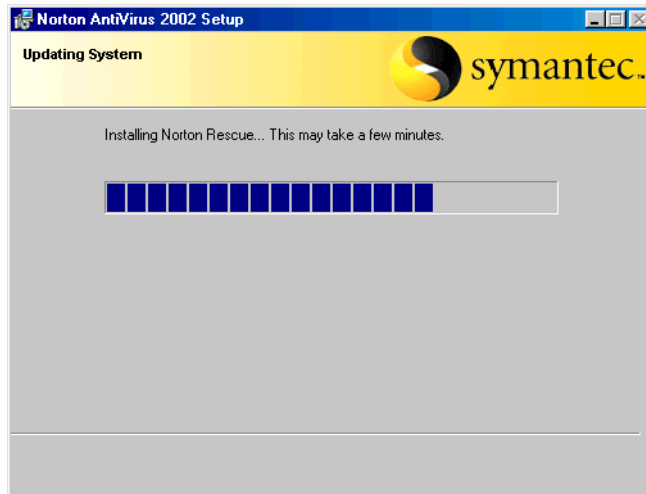 Norton AntiVirus 2002 Setup
Updating System
symantec.
Installing Norton Rescue... This may take a few minutes.